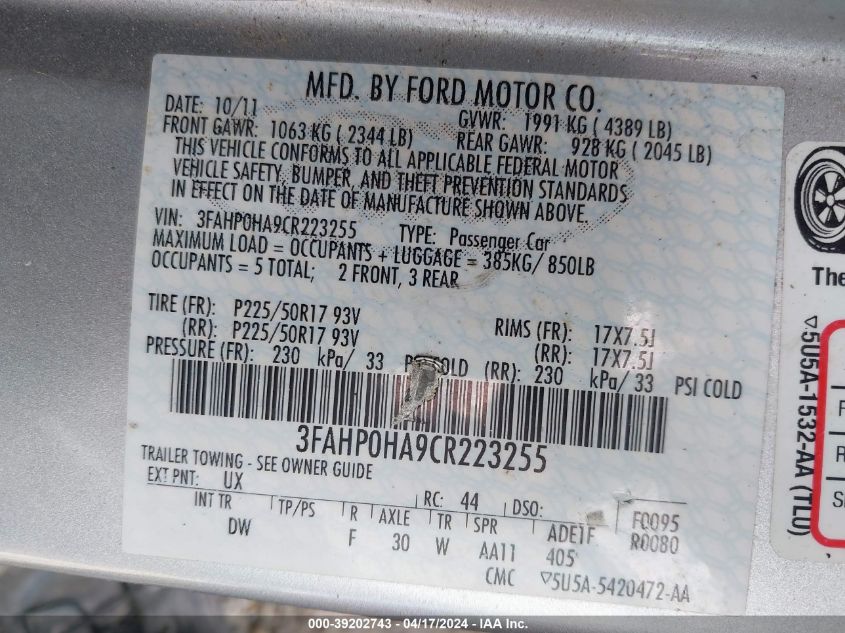 MFD. BY FORD MOTOR CO.
DATE: 10/11 GVWR: 1991 KG ( 4389 LB)
FRONT GAWR: 1063 KG ( 2344 LB) REAR GAWR: 928 KG ( 2045 LB)
THIS VEHICLE CONFORMS TO ALL APPLICABLE FEDERAL MOTOR
VEHICLE SAFETY, BUMPER, AND THEFT PREVENTION STANDARDS
IN EFFECT ON THE DATE OF MANUFACTURE SHOWN ABOVE.
VIN: 3FAHP0HA9CR223255 TYPE: Passenger Car
MAXIMUM LOAD = OCCUPANTS + LUGGAGE = 385KG/ 850LB
OCCUPANTS = 5 TOTAL; 2 FRONT, 3 REAR
TIRE (FR): P225/50R17 93V RIMS (FR): 17X7.5J
(RR): P225/50R17 93V (RR): 17X7.5J
PRESSURE (FR): 230 kPa/ 33 COLD (RR): 230 kPa/ 33 PSI COLD
3FAHP0HA9CR223255
TRAILER TOWING - SEE OWNER GUIDE
EXT PNT: UX RC: 44 DSO: F0095
INT TR TP/PS R AXLE TR SPR ADE1F R0080
DW F 30 W AA11 405
CMC ▽5U5A-5420472-AA
The
▽5U5A-1532-AA (TLU)
F
R
000-39202743 - 04/17/2024 - IAA Inc.